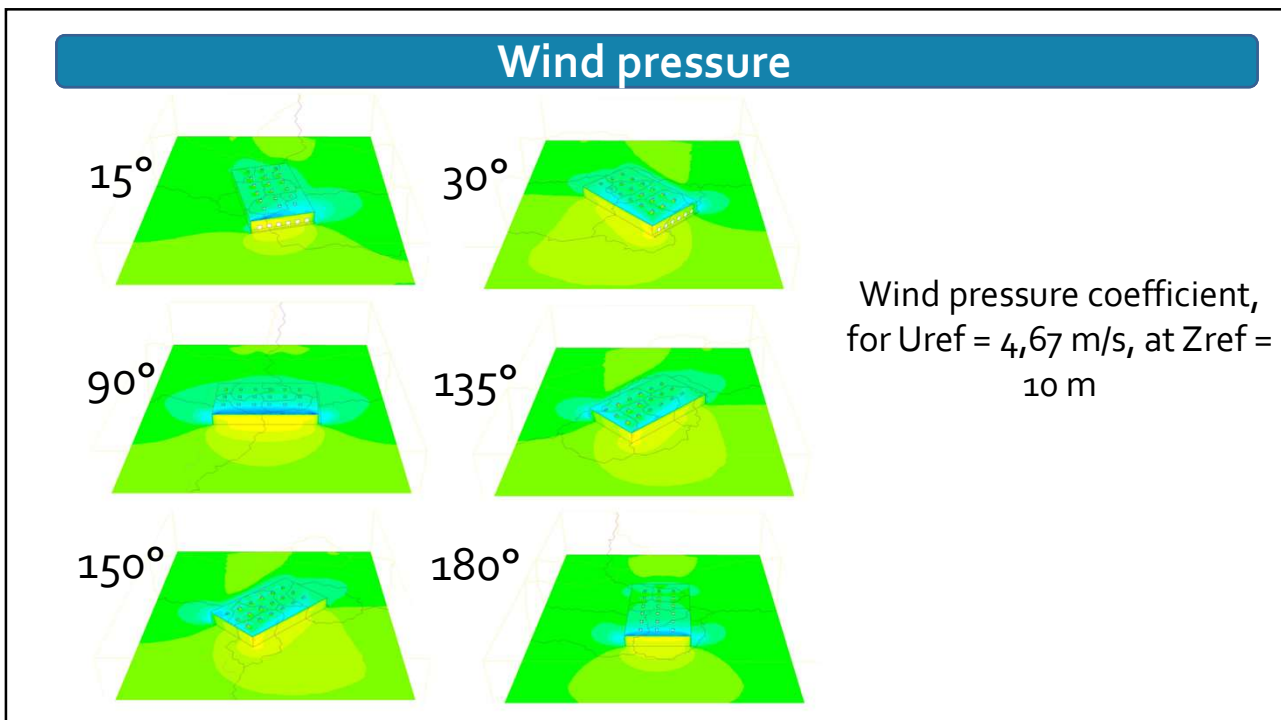 Wind pressure
15°
30°
90°
135°
150°
180°
Wind pressure coefficient,
for Uref = 4,67 m/s, at Zref =
10 m